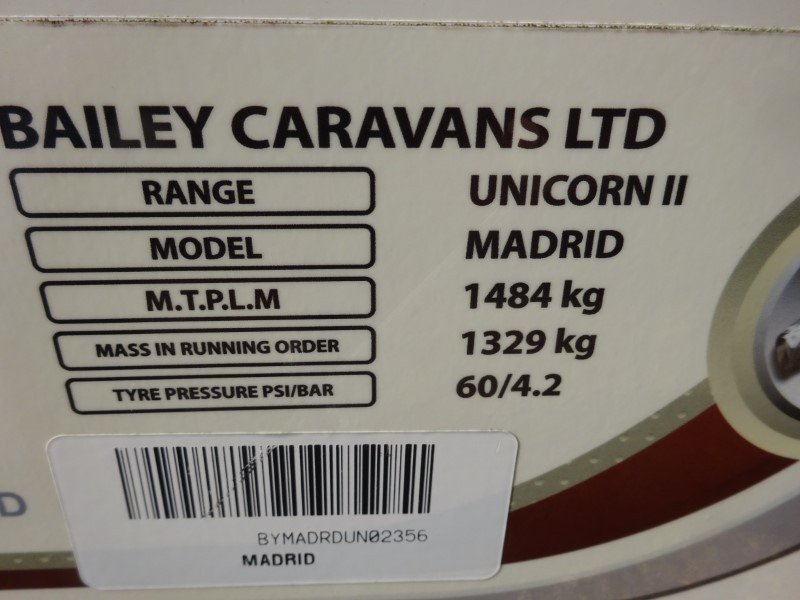 BAILEY CARAVANS LTD
RANGE UNICORN II
MODEL MADRID
M.T.P.L.M 1484 kg
MASS IN RUNNING ORDER 1329 kg
TYRE PRESSURE PSI/BAR 60/4.2
D
BYMADRDUN02356
MADRID